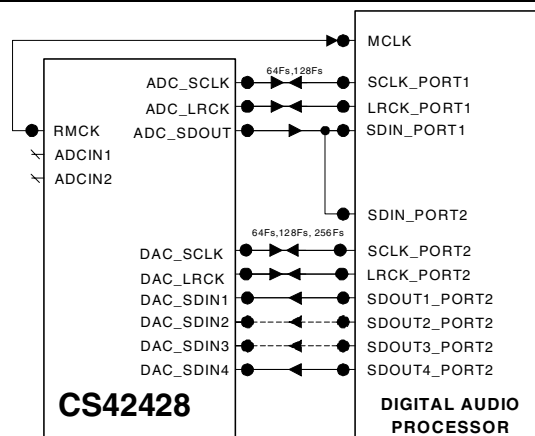 MCLK
64Fs,128Fs
ADC_SCLK
SCLK_PORT1
ADC_LRCK
LRCK_PORT1
RMCK
ADC_SDOUT
SDIN_PORT1
ADCIN1
ADCIN2
SDIN_PORT2
64Fs,128Fs, 256Fs
DAC_SCLK
SCLK_PORT2
DAC_LRCK
LRCK_PORT2
DAC_SDIN1
SDOUT1_PORT2
DAC_SDIN2
SDOUT2_PORT2
DAC_SDIN3
SDOUT3_PORT2
DAC_SDIN4
SDOUT4_PORT2
CS42428
DIGITAL AUDIO
PROCESSOR